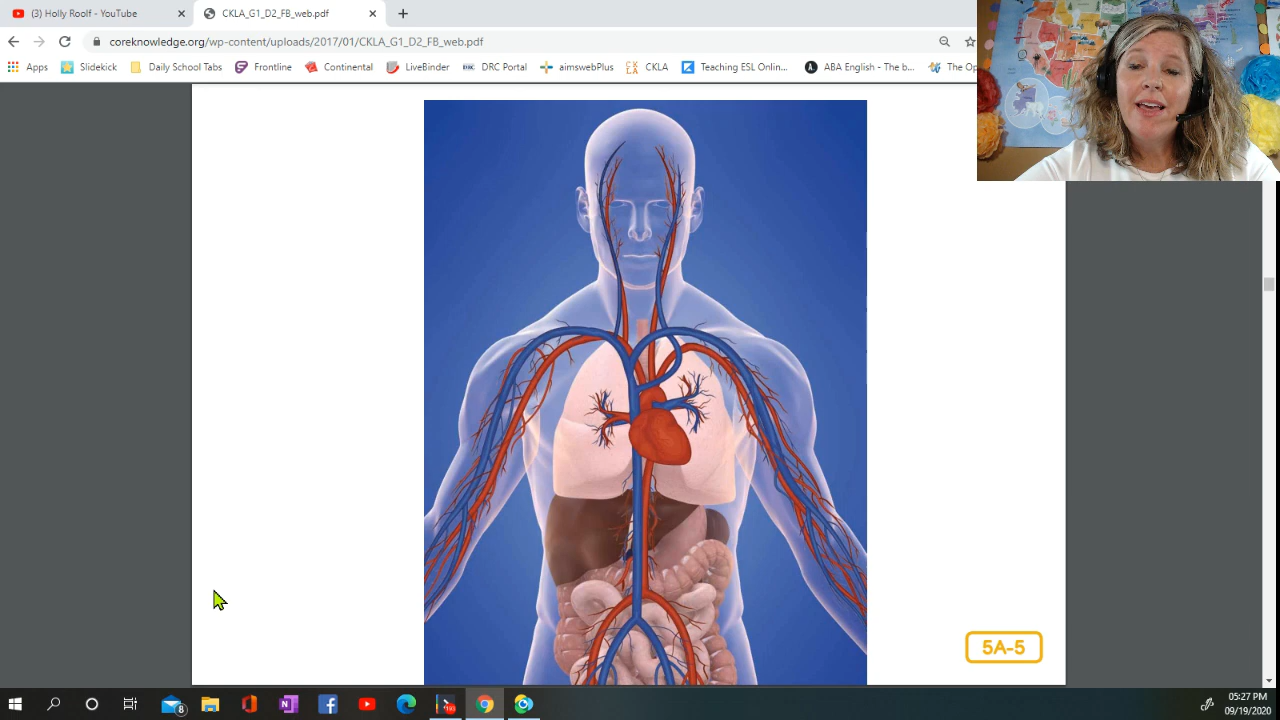 (3) Holly Roolf - YouTube
CKLA_G1_D2_FB_web.pdf
coreknowledge.org/wp-content/uploads/2017/01/CKLA_G1_D2_FB_web.pdf
Apps Slidekick Daily School Tabs Frontline Continental LiveBinder DRC Portal aimswebPlus CKLA Teaching ESL Onlin... ABA English - The b... The Op
5A-5
8
193
05:27 PM
09/19/2020